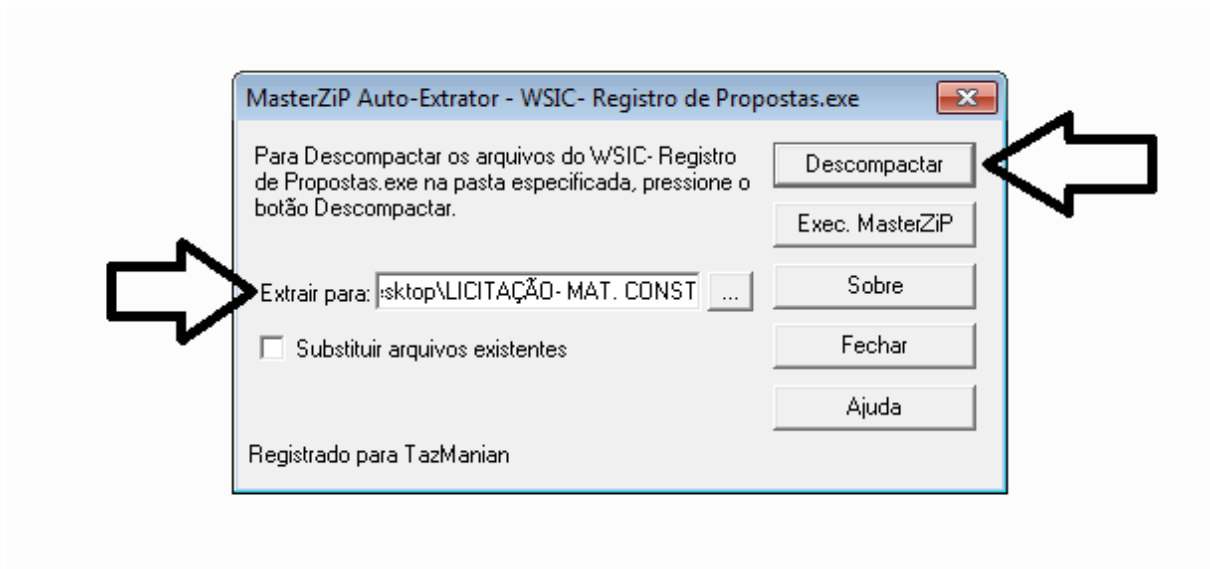 MasterZiP Auto-Extrator - WSIC- Registro de Propostas.exe
Para Descompactar os arquivos do WSIC- Registro
de Propostas.exe na pasta especificada, pressione o
botão Descompactar.
Descompactar
Exec. MasterZiP
Extrair para: sktop\LICITAÇÃO- MAT. CONST ...
Sobre
Substituir arquivos existentes
Fechar
Ajuda
Registrado para TazManian